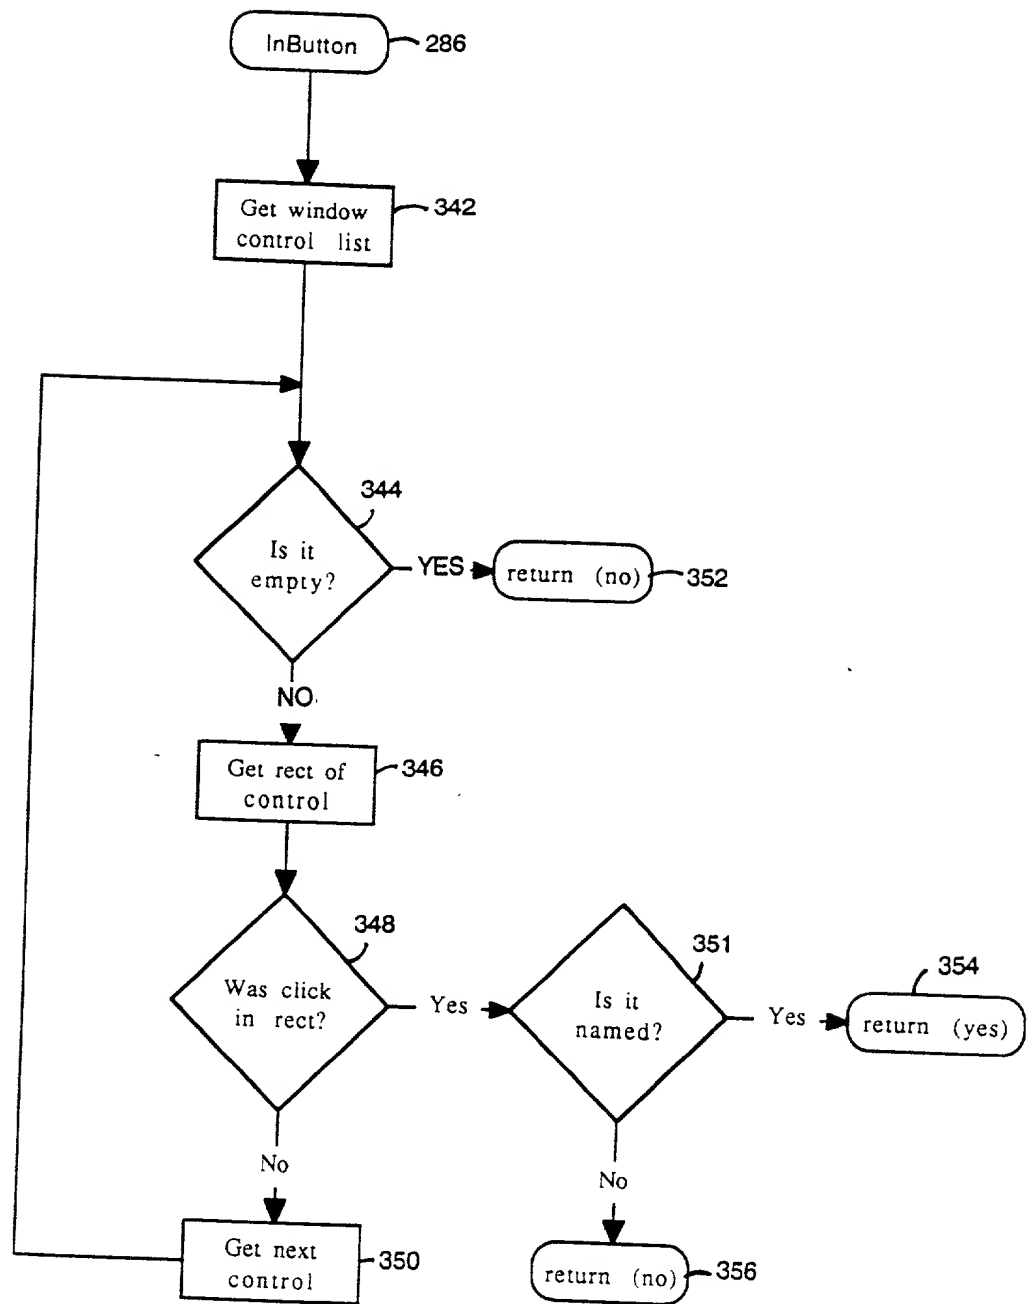 InButton
286
Get window
control list
342
344
Is it
empty?
YES
return (no)
352
NO
Get rect of
control
346
348
Was click
in rect?
Yes
351
Is it
named?
Yes
354
return (yes)
No
No
Get next
control
350
return (no)
356